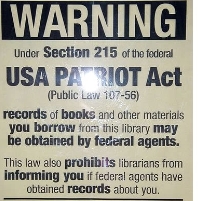 WARNING
Under Section 215 of the federal
USA PATRIOT Act
(Public Law 107-56)
records of books and other materials
you borrow from this library may
be obtained by federal agents.
This law also prohibits librarians from
informing you if federal agents have
obtained records about you.